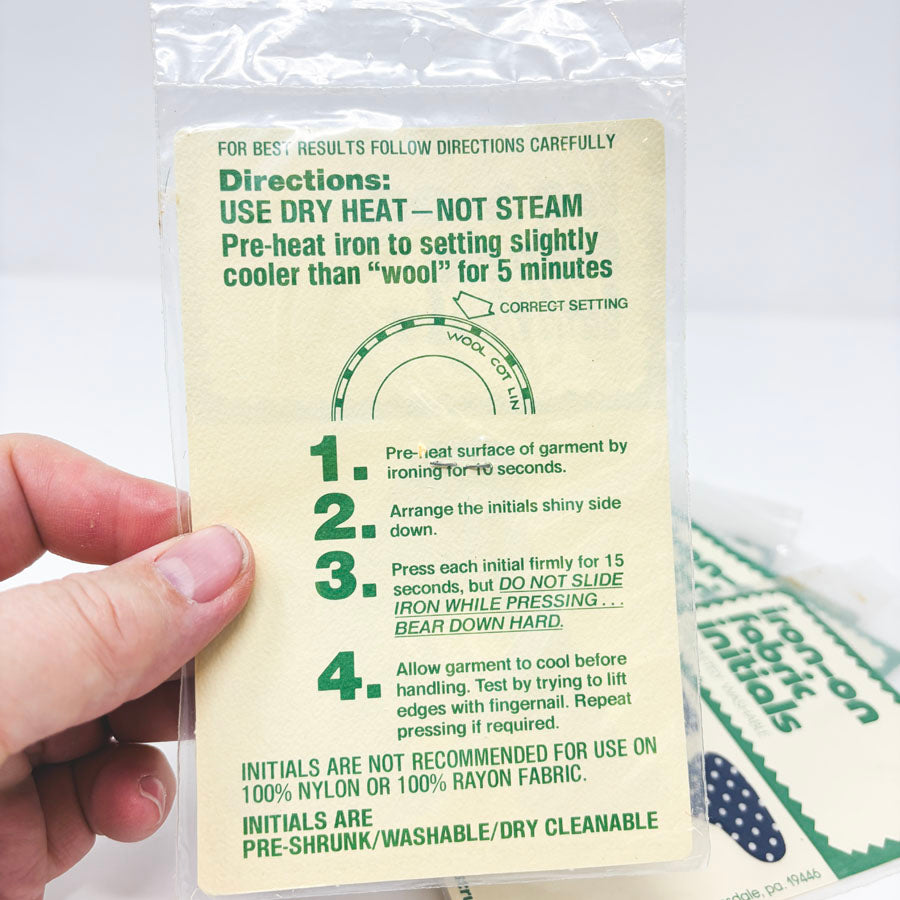 FOR BEST RESULTS FOLLOW DIRECTIONS CAREFULLY
Directions:
USE DRY HEAT—NOT STEAM
Pre-heat iron to setting slightly
cooler than “wool” for 5 minutes
CORRECT SETTING
WOOL COT LIN
1. Pre-heat surface of garment by
ironing for 10 seconds.
2. Arrange the initials shiny side
down.
3. Press each initial firmly for 15
seconds, but DO NOT SLIDE
IRON WHILE PRESSING . . .
BEAR DOWN HARD.
4. Allow garment to cool before
handling. Test by trying to lift
edges with fingernail. Repeat
pressing if required.
INITIALS ARE NOT RECOMMENDED FOR USE ON
100% NYLON OR 100% RAYON FABRIC.
INITIALS ARE
PRE-SHRUNK/WASHABLE/DRY CLEANABLE
iron-on
fabric
initials
WASHABLE
pa. 19446